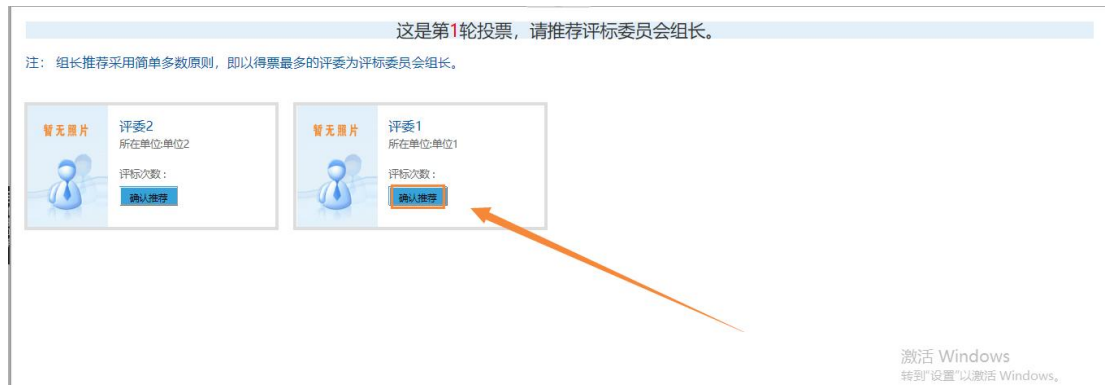 这是第1轮投票，请推荐评标委员会组长。
注： 组长推荐采用简单多数原则，即以得票最多的评委为评标委员会组长。
暂无照片
评委2
所在单位:单位2
评标次数：
确认推荐
暂无照片
评委1
所在单位:单位1
评标次数：
确认推荐
激活 Windows
转到"设置"以激活 Windows。